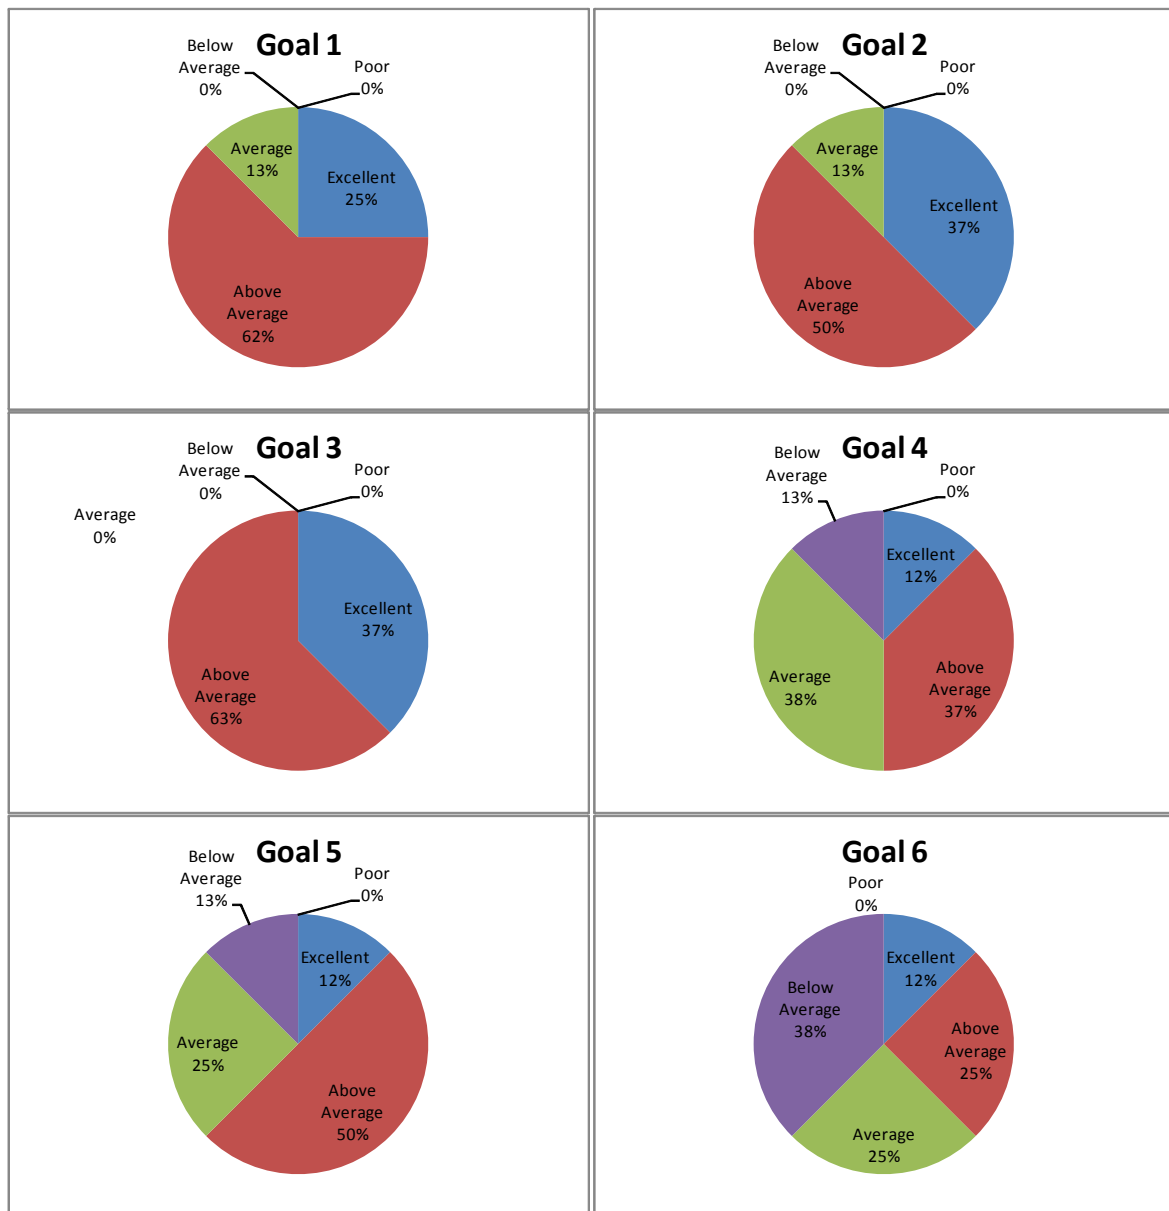 Goal 1
Below
Average
0%
Poor
0%
Average
13%
Excellent
25%
Above
Average
62%
Goal 2
Below
Average
0%
Poor
0%
Average
13%
Excellent
37%
Above
Average
50%
Goal 3
Below
Average
0%
Poor
0%
Average
0%
Excellent
37%
Above
Average
63%
Goal 4
Below
Average
13%
Poor
0%
Excellent
12%
Average
38%
Above
Average
37%
Goal 5
Below
Average
13%
Poor
0%
Excellent
12%
Average
25%
Above
Average
50%
Goal 6
Poor
0%
Excellent
12%
Below
Average
38%
Above
Average
25%
Average
25%